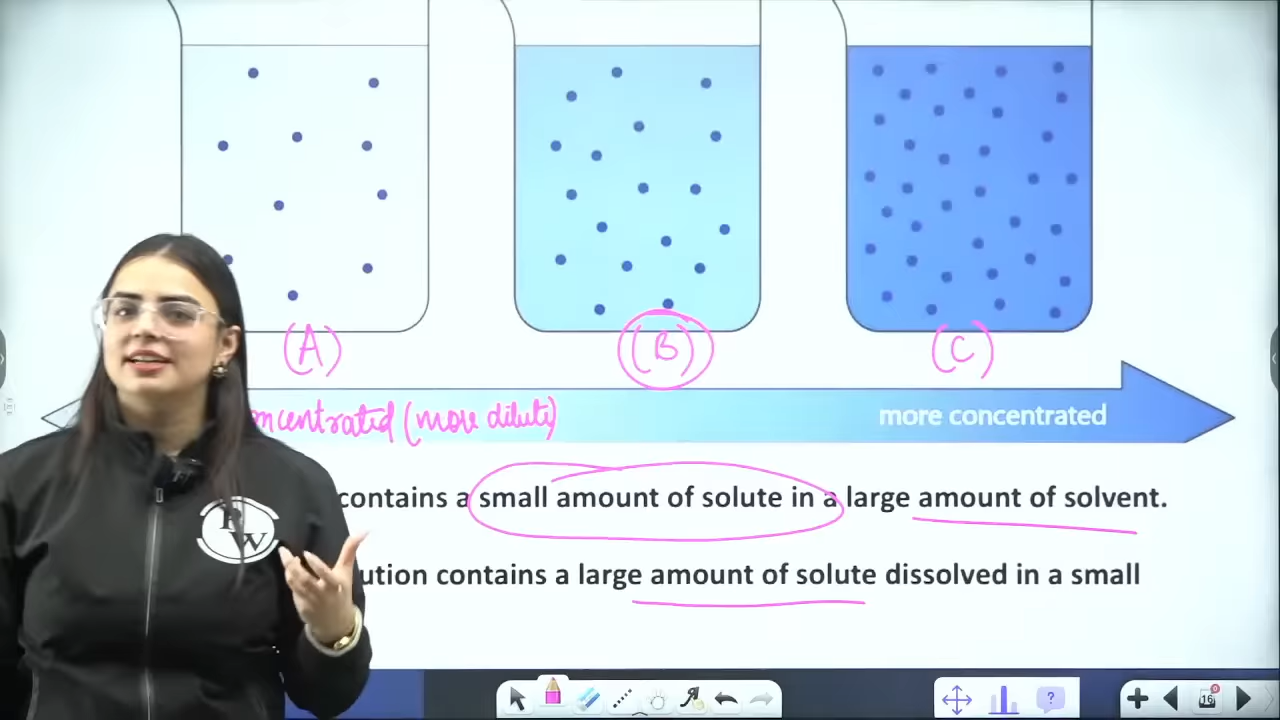 (A) (B) (C)
ncentrated (more dilute) more concentrated
contains a small amount of solute in a large amount of solvent.
ution contains a large amount of solute dissolved in a small
PW
16